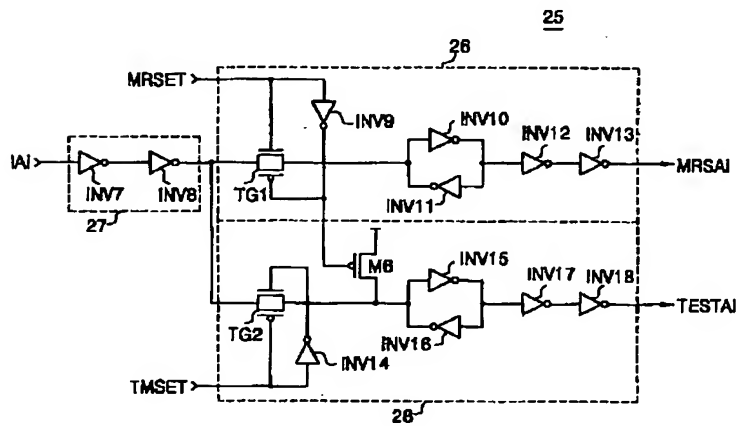 25
26
MRSET
INV9
INV10
INV12
INV13
IAi
INV7
INV8
27
TG1
INV11
MRSAi
M6
INV15
INV17
INV18
TG2
INV16
TESTAi
INV14
TMSET
28